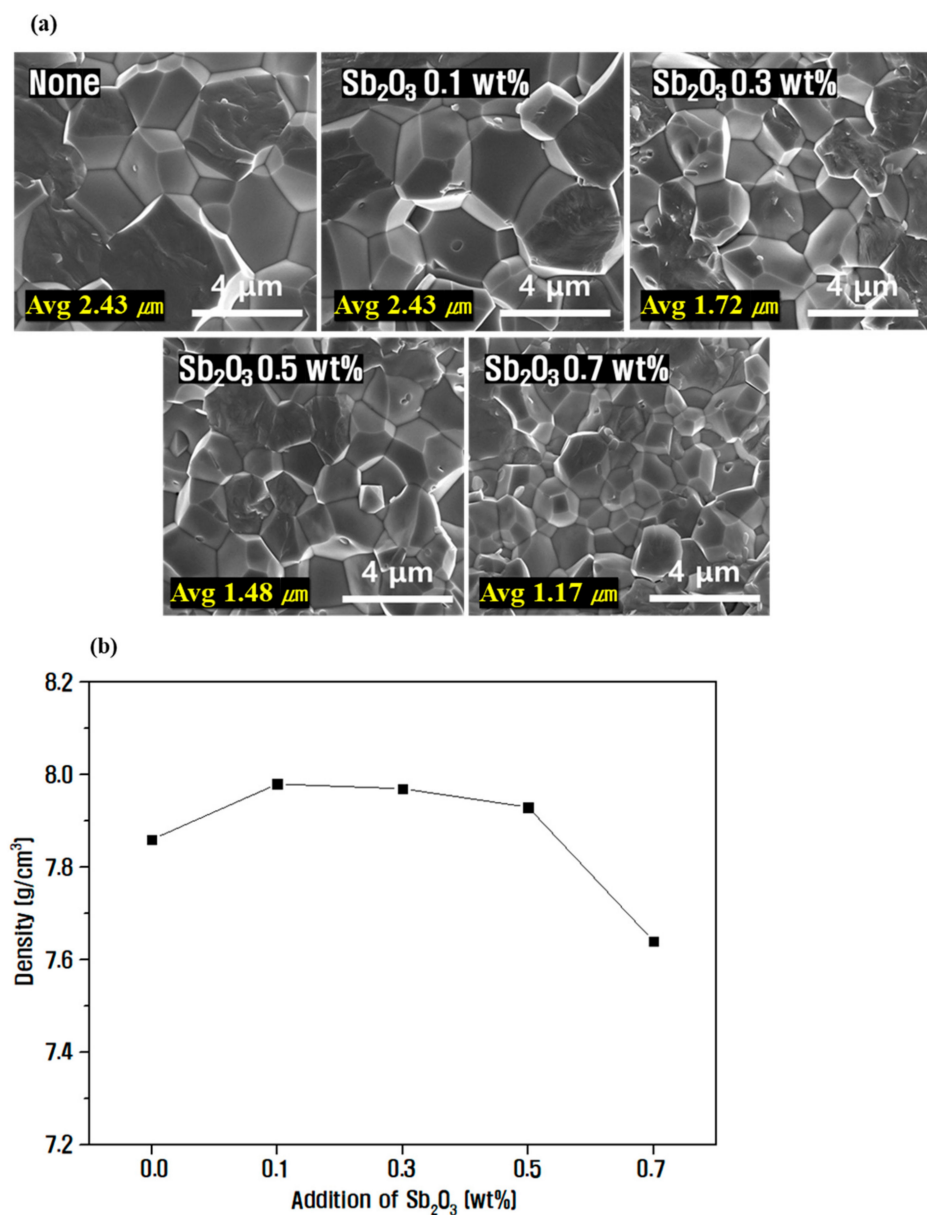 (a)
None
Sb₂O₃ 0.1 wt%
Sb₂O₃ 0.3 wt%
4 μm
Avg 2.43 ㎛
4 μm
Avg 2.43 ㎛
4 μm
Avg 1.72 ㎛
Sb₂O₃ 0.5 wt%
Sb₂O₃ 0.7 wt%
4 μm
Avg 1.48 ㎛
4 μm
Avg 1.17 ㎛
(b)
8.2
8.0
7.8
7.6
7.4
7.2
Density (g/cm³)
0.0 0.1 0.3 0.5 0.7
Addition of Sb₂O₃ (wt%)